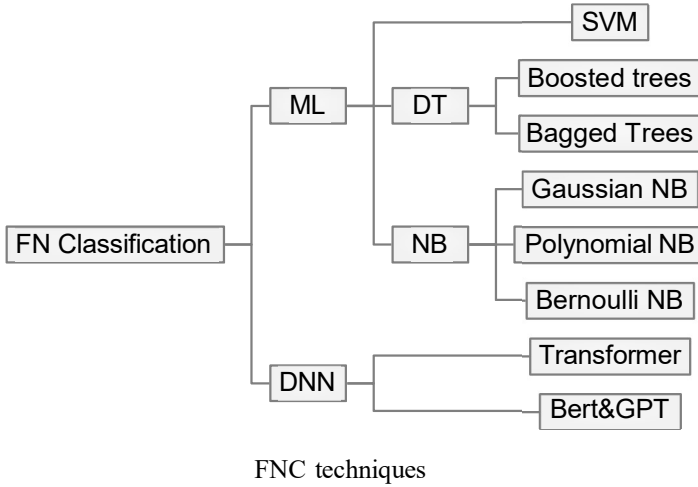 SVM
Boosted trees
ML
DT
Bagged Trees
Gaussian NB
FN Classification
NB
Polynomial NB
Bernoulli NB
Transformer
DNN
Bert&GPT
FNC techniques